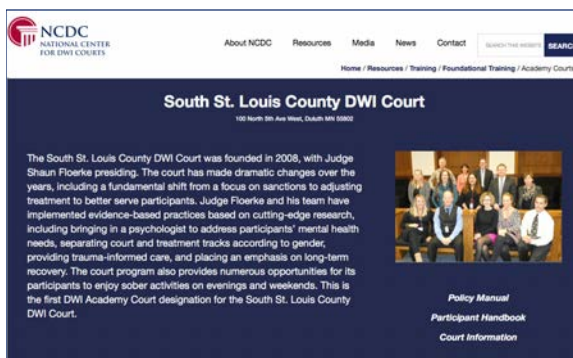 NCDC
NATIONAL CENTER
FOR DWI COURTS
About NCDC Resources Media News Contact
SEARCH THIS WEBSITE SEARC
Home / Resources / Training / Foundational Training / Academy Courts
South St. Louis County DWI Court
100 North 5th Ave West, Duluth MN 55802
The South St. Louis County DWI Court was founded in 2008, with Judge
Shaun Floerke presiding. The court has made dramatic changes over the
years, including a fundamental shift from a focus on sanctions to adjusting
treatment to better serve participants. Judge Floerke and his team have
implemented evidence-based practices based on cutting-edge research,
including bringing in a psychologist to address participants' mental health
needs, separating court and treatment tracks according to gender,
providing trauma-informed care, and placing an emphasis on long-term
recovery. The court program also provides numerous opportunities for its
participants to enjoy sober activities on evenings and weekends. This is
the first DWI Academy Court designation for the South St. Louis County
DWI Court.
Policy Manual
Participant Handbook
Court Information